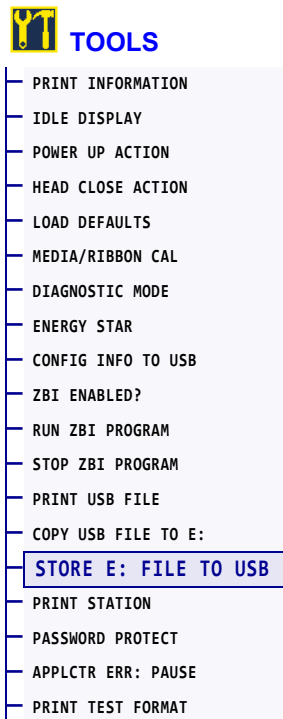 TOOLS
PRINT INFORMATION
IDLE DISPLAY
POWER UP ACTION
HEAD CLOSE ACTION
LOAD DEFAULTS
MEDIA/RIBBON CAL
DIAGNOSTIC MODE
ENERGY STAR
CONFIG INFO TO USB
ZBI ENABLED?
RUN ZBI PROGRAM
STOP ZBI PROGRAM
PRINT USB FILE
COPY USB FILE TO E:
STORE E: FILE TO USB
PRINT STATION
PASSWORD PROTECT
APPLCTR ERR: PAUSE
PRINT TEST FORMAT